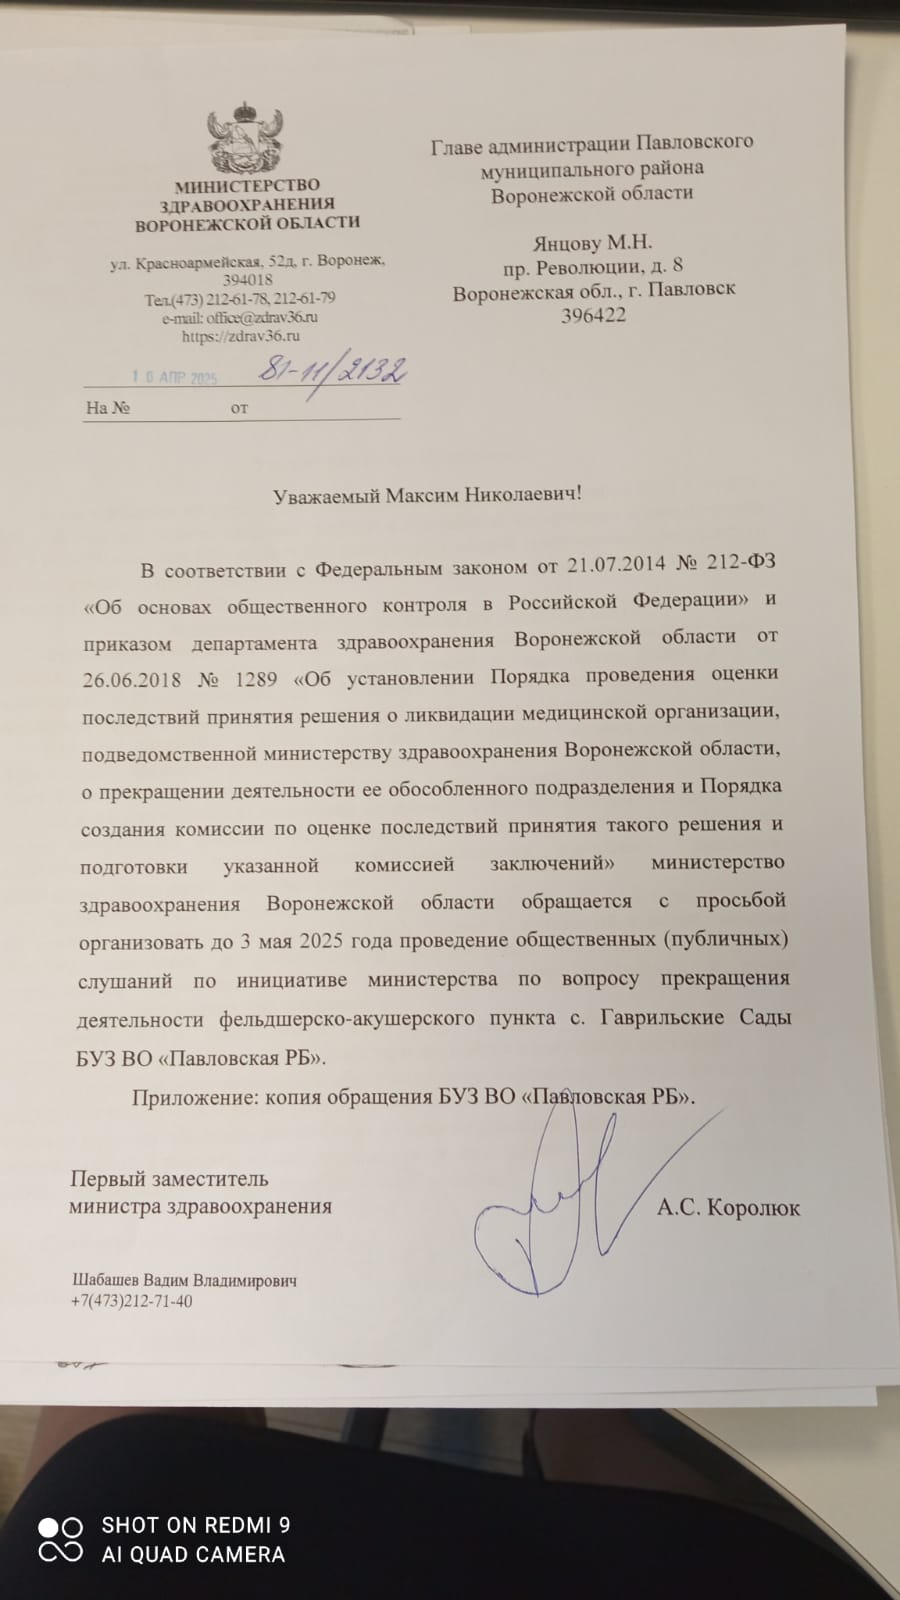 МИНИСТЕРСТВО
ЗДРАВООХРАНЕНИЯ
ВОРОНЕЖСКОЙ ОБЛАСТИ
ул. Красноармейская, 52д, г. Воронеж,
394018
Тел.(473) 212-61-78, 212-61-79
e-mail: office@zdrav36.ru
https://zdrav36.ru
16 АПР 2025 81-11/2132
На № от
Главе администрации Павловского
муниципального района
Воронежской области
Янцову М.Н.
пр. Революции, д. 8
Воронежская обл., г. Павловск
396422
Уважаемый Максим Николаевич!
В соответствии с Федеральным законом от 21.07.2014 № 212-ФЗ
«Об основах общественного контроля в Российской Федерации» и
приказом департамента здравоохранения Воронежской области от
26.06.2018 № 1289 «Об установлении Порядка проведения оценки
последствий принятия решения о ликвидации медицинской организации,
подведомственной министерству здравоохранения Воронежской области,
о прекращении деятельности ее обособленного подразделения и Порядка
создания комиссии по оценке последствий принятия такого решения и
подготовки указанной комиссией заключений» министерство
здравоохранения Воронежской области обращается с просьбой
организовать до 3 мая 2025 года проведение общественных (публичных)
слушаний по инициативе министерства по вопросу прекращения
деятельности фельдшерско-акушерского пункта с. Гаврильские Сады
БУЗ ВО «Павловская РБ».
Приложение: копия обращения БУЗ ВО «Павловская РБ».
Первый заместитель
министра здравоохранения
А.С. Королюк
Шабашев Вадим Владимирович
+7(473)212-71-40
SHOT ON REDMI 9
AI QUAD CAMERA